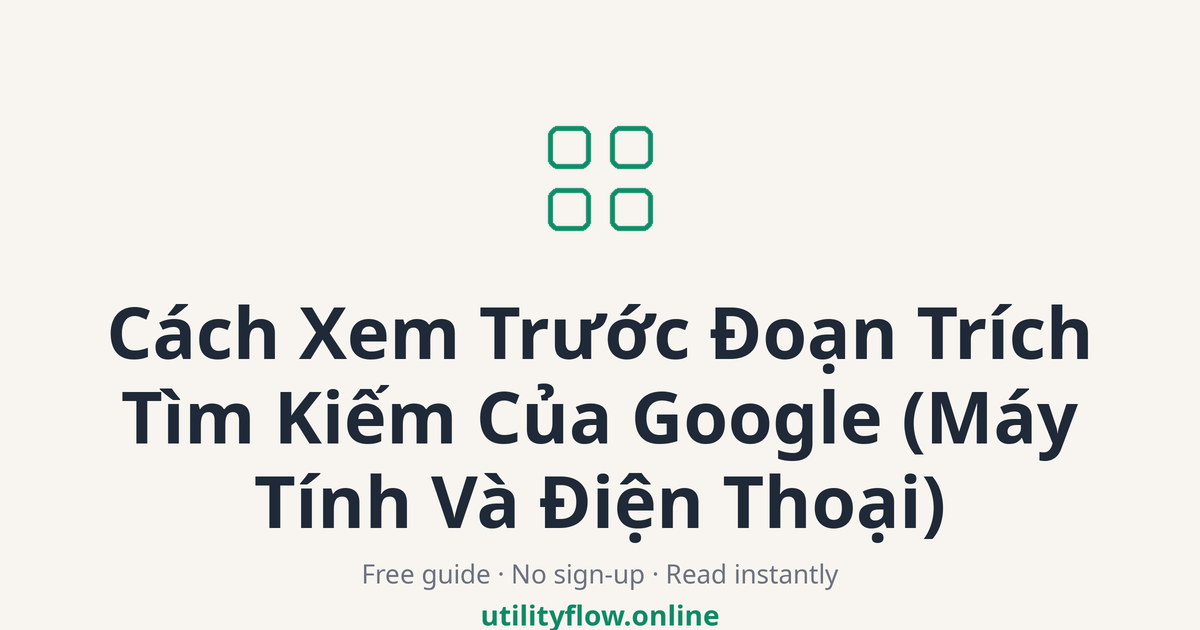 Cách Xem Trước Đoạn Trích
Tìm Kiếm Của Google (Máy
Tính Và Điện Thoại)
Free guide · No sign-up · Read instantly
utilityflow.online